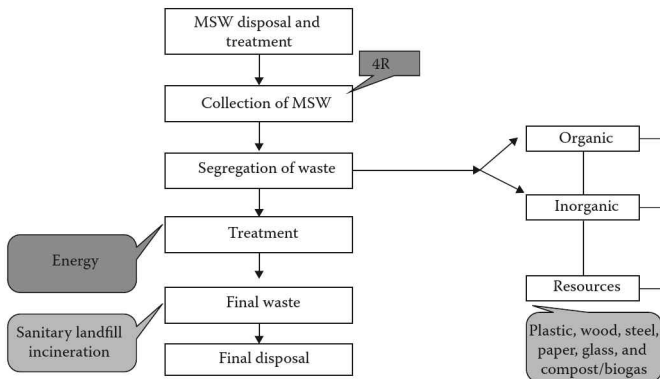 MSW disposal and
treatment
4R
Collection of MSW
Segregation of waste
Organic
Inorganic
Treatment
Energy
Resources
Final waste
Sanitary landfill
incineration
Plastic, wood, steel,
paper, glass, and
compost/biogas
Final disposal